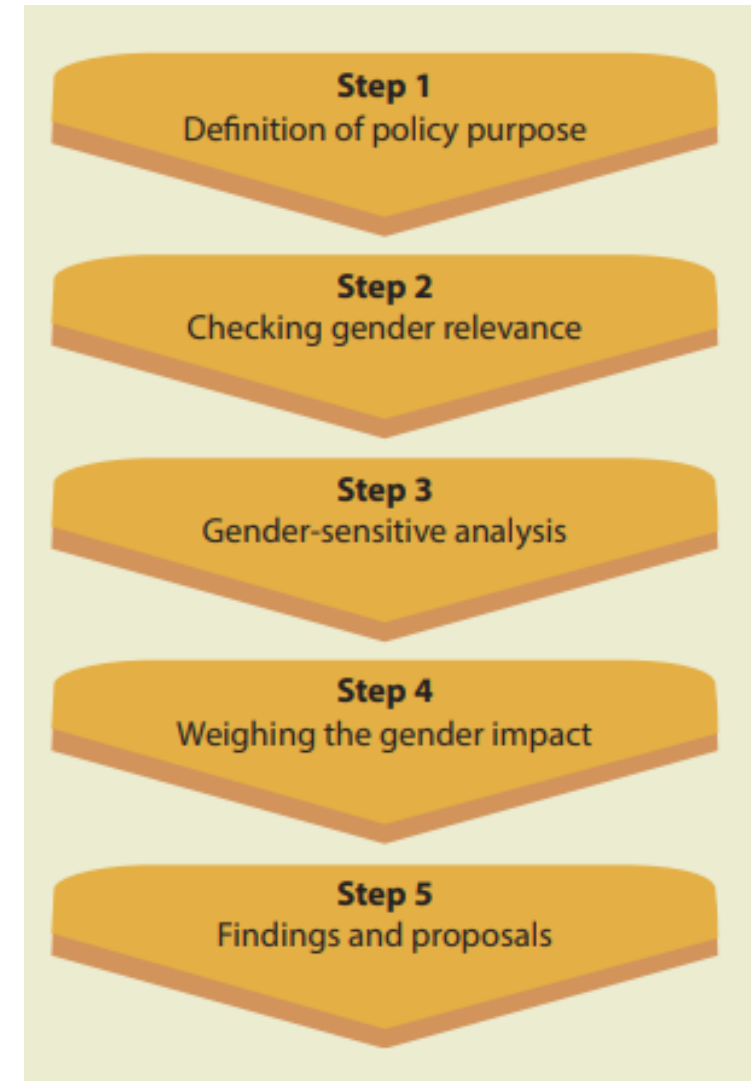 Step 1
Definition of policy purpose
Step 2
Checking gender relevance
Step 3
Gender-sensitive analysis
Step 4
Weighing the gender impact
Step 5
Findings and proposals